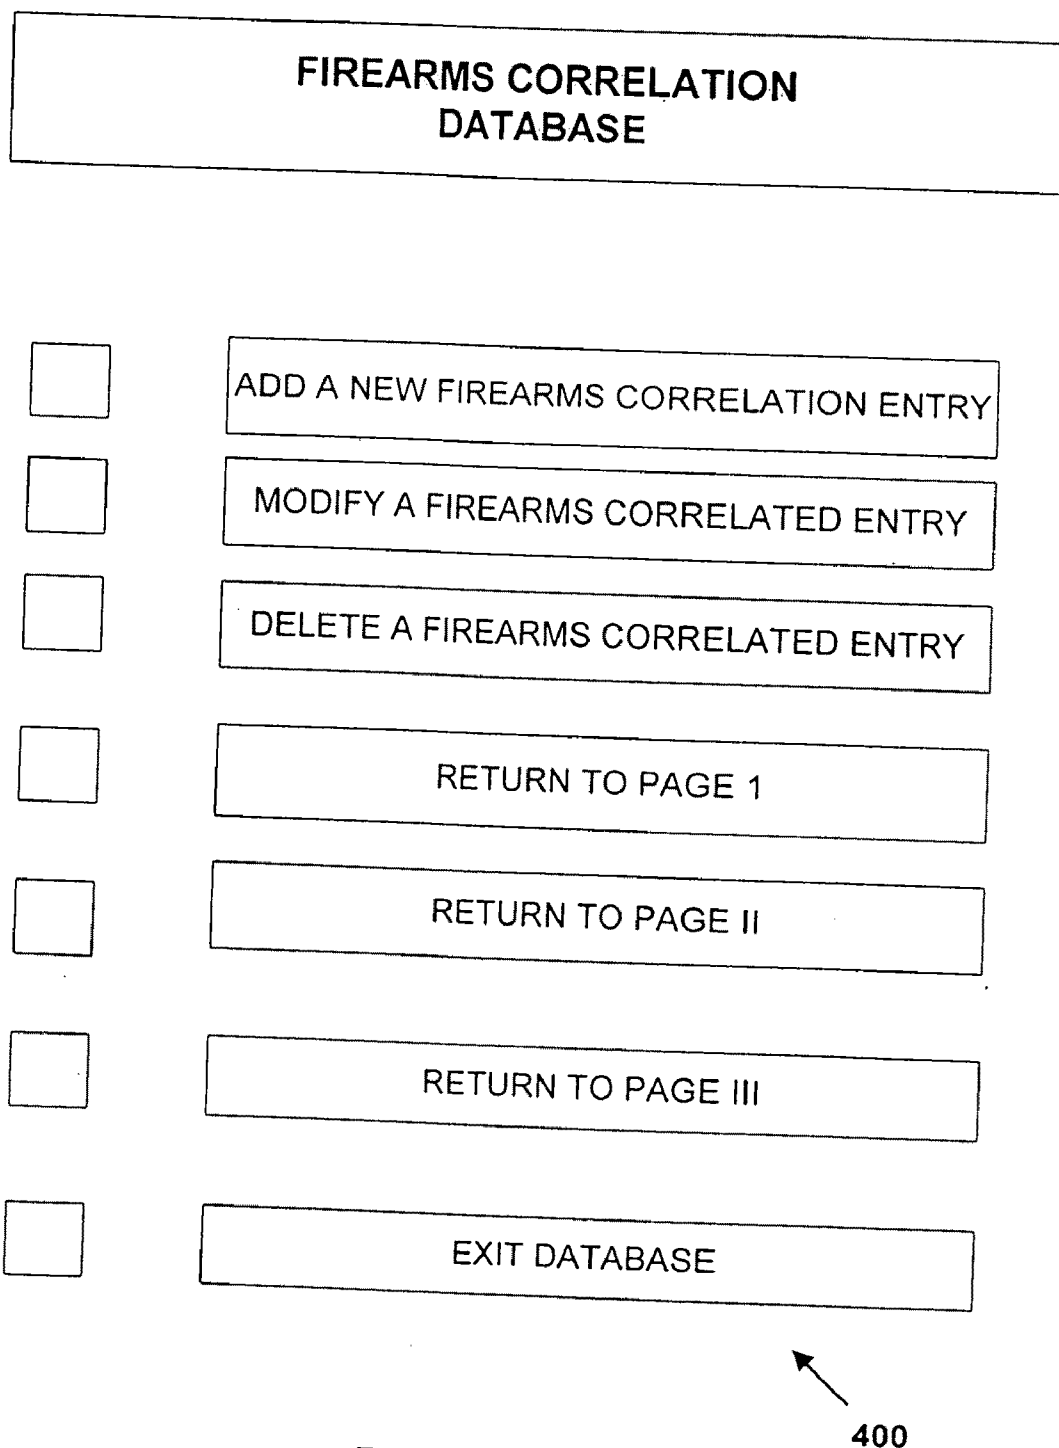 FIREARMS CORRELATION
DATABASE
ADD A NEW FIREARMS CORRELATION ENTRY
MODIFY A FIREARMS CORRELATED ENTRY
DELETE A FIREARMS CORRELATED ENTRY
RETURN TO PAGE 1
RETURN TO PAGE II
RETURN TO PAGE III
EXIT DATABASE
400